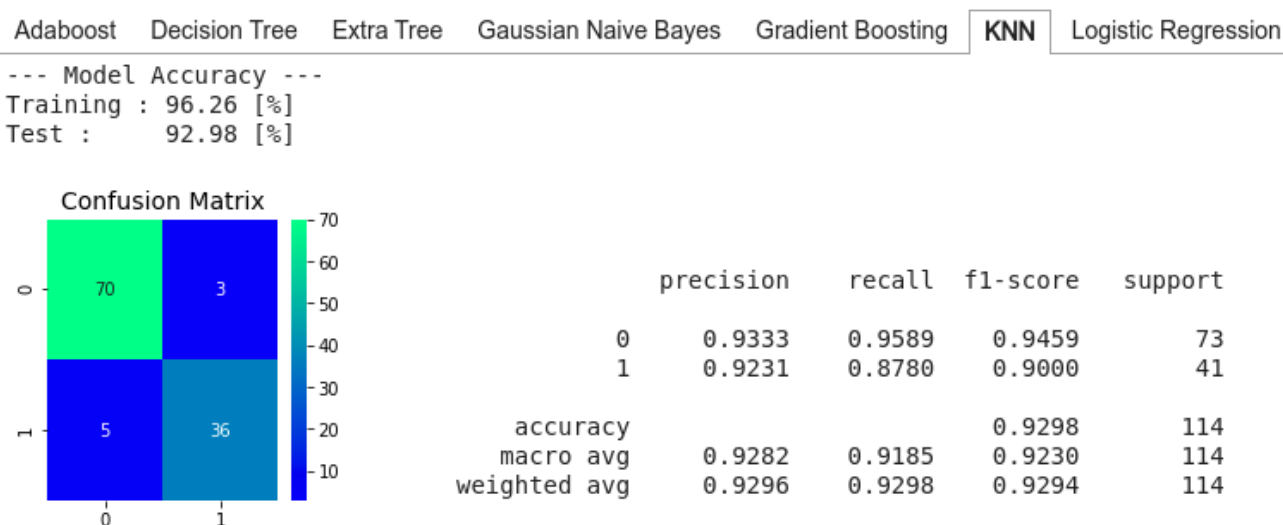 Adaboost Decision Tree Extra Tree Gaussian Naive Bayes Gradient Boosting KNN Logistic Regression
--- Model Accuracy ---
Training : 96.26 [%]
Test : 92.98 [%]
Confusion Matrix
0 70 3
1 5 36
0 1
70
60
50
40
30
20
10
precision recall f1-score support
0 0.9333 0.9589 0.9459 73
1 0.9231 0.8780 0.9000 41
accuracy 0.9298 114
macro avg 0.9282 0.9185 0.9230 114
weighted avg 0.9296 0.9298 0.9294 114